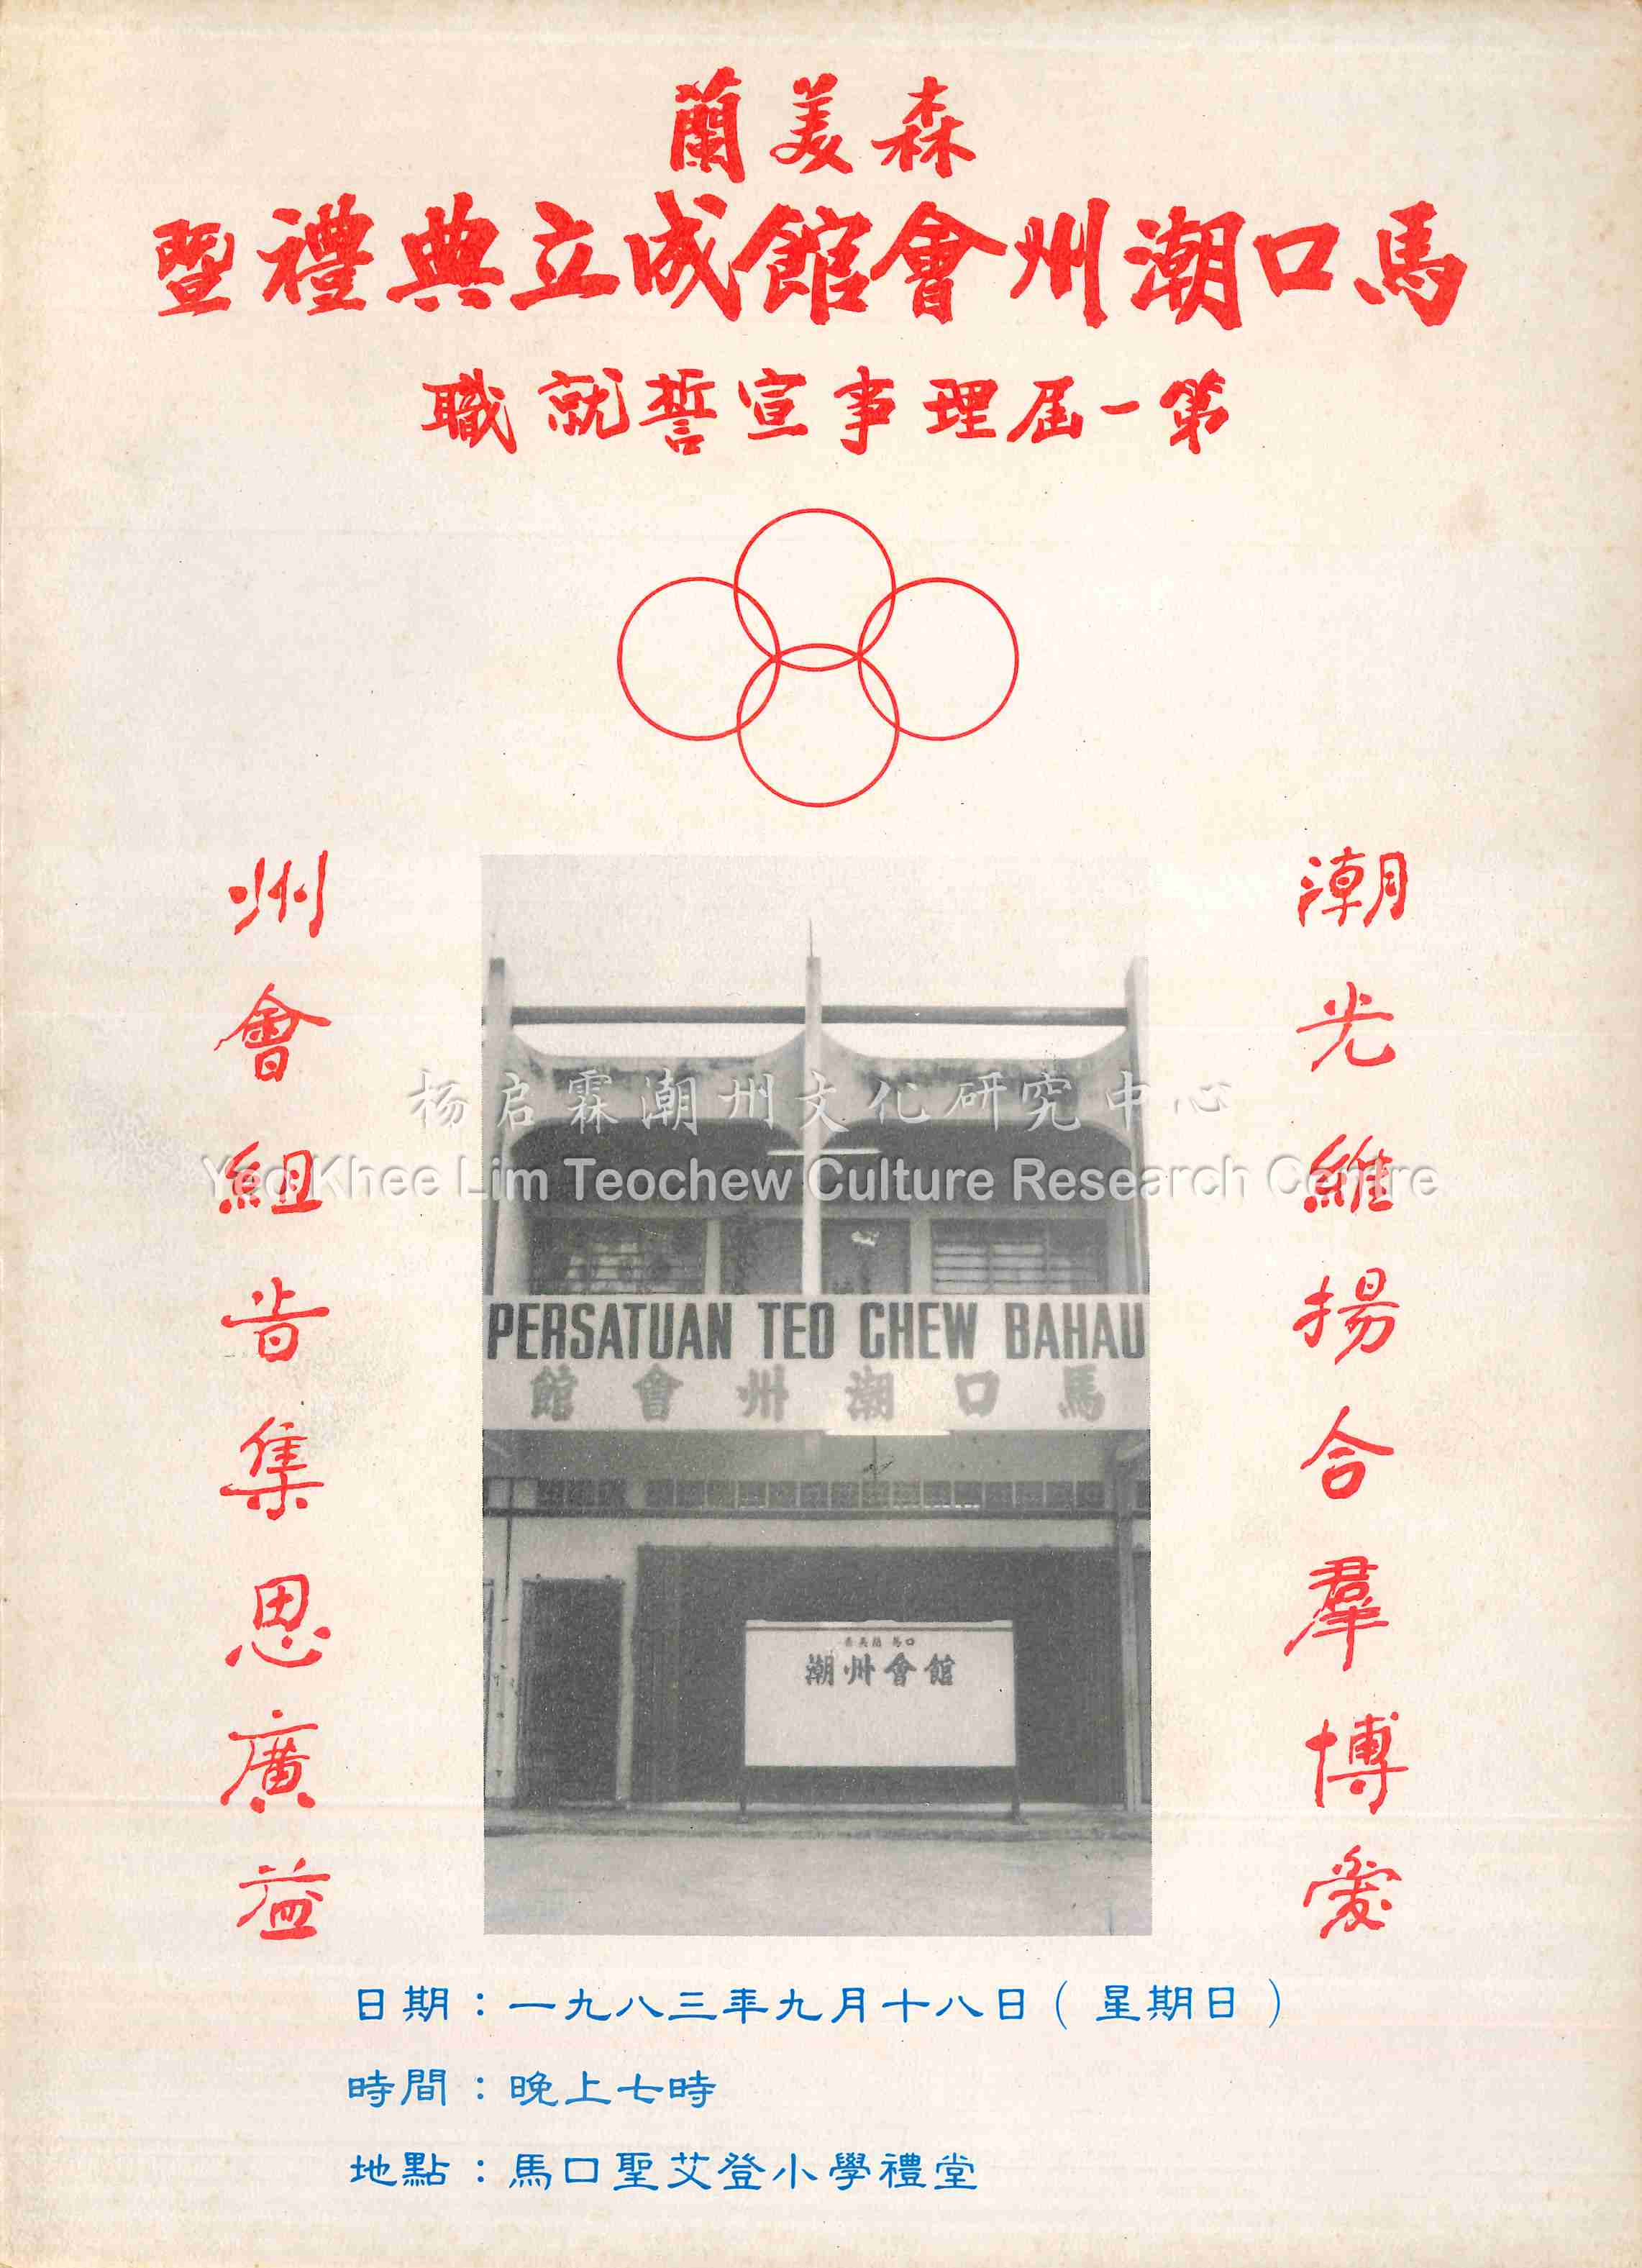 森美蘭
馬口潮州會館成立典禮暨
第一屆理事宣誓就職
潮光維揚合羣博愛
州會組旨集思廣益
杨启霖潮州文化研究中心
Yeo Khee Lim Teochew Culture Research Centre
PERSATUAN TEO CHEW BAHAU
馬口潮州會館
森美蘭 馬口
潮州會館
日期：一九八三年九月十八日（星期日）
時間：晚上七時
地點：馬口聖艾登小學禮堂